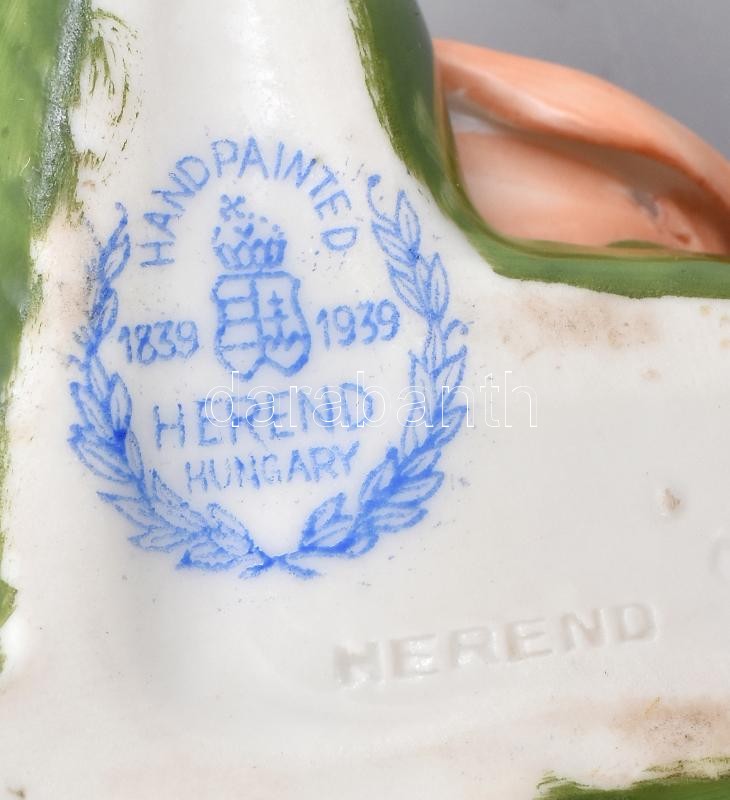 HANDPAINTED
1839 1939
HEREND
HUNGARY
darabanth
HEREND